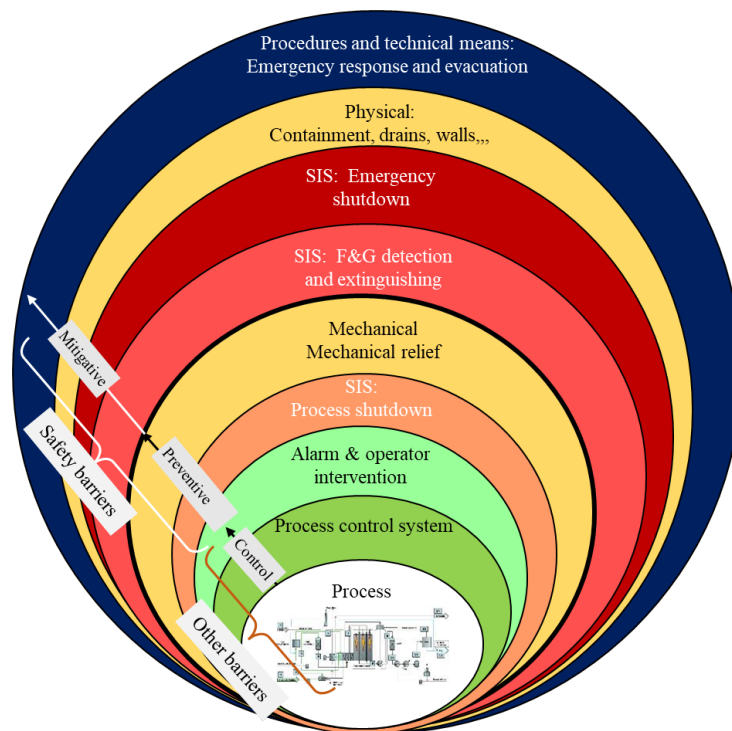 Procedures and technical means:
Emergency response and evacuation
Physical:
Containment, drains, walls,,,
SIS:  Emergency
shutdown
SIS:  F&G detection
and extinguishing
Mechanical
Mechanical relief
SIS:
Process shutdown
Alarm & operator
intervention
Process control system
Process
Mitigative
Preventive
Control
Safety barriers
Other barriers